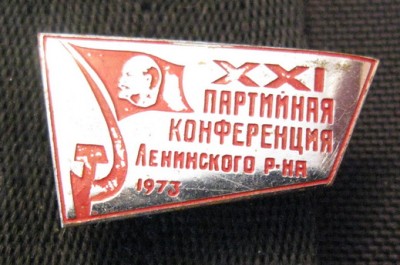 XXI
ПАРТИЙНАЯ
КОНФЕРЕНЦИЯ
ЛЕНИНСКОГО Р-НА
1973